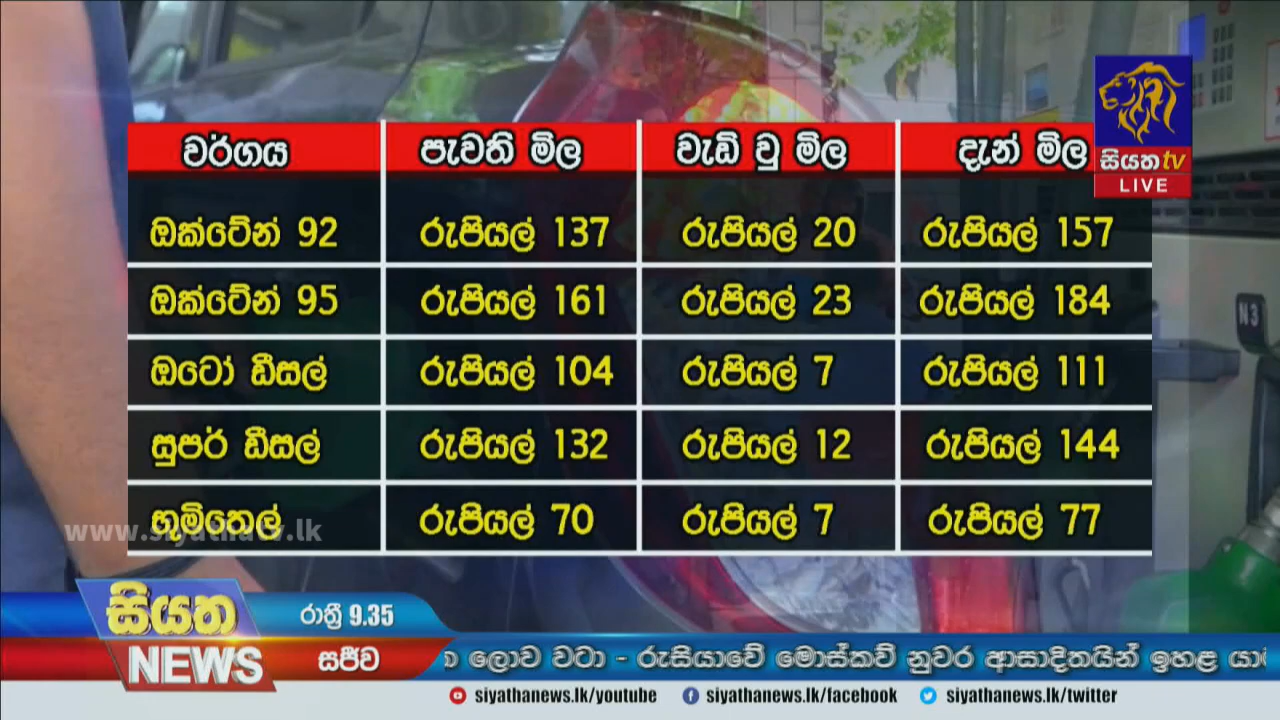 සියත tv
LIVE
වර්ගය පැවති මිල වැඩි වු මිල දැන් මිල
ඔක්ටේන් 92 රුපියල් 137 රුපියල් 20 රුපියල් 157
ඔක්ටේන් 95 රුපියල් 161 රුපියල් 23 රුපියල් 184
ඔටෝ ඩීසල් රුපියල් 104 රුපියල් 7 රුපියල් 111
සුපර් ඩීසල් රුපියල් 132 රුපියල් 12 රුපියල් 144
භූමිතෙල් රුපියල් 70 රුපියල් 7 රුපියල් 77
N3
www.siyathatv.lk
සියත
NEWS
රාත්‍රී 9.35
සජීව
ලොව වටා - රුසියාවේ මොස්කව් නුවර ආසාදිතයින් ඉහළ
siyathanews.lk/youtube siyathanews.lk/facebook siyathanews.lk/twitter